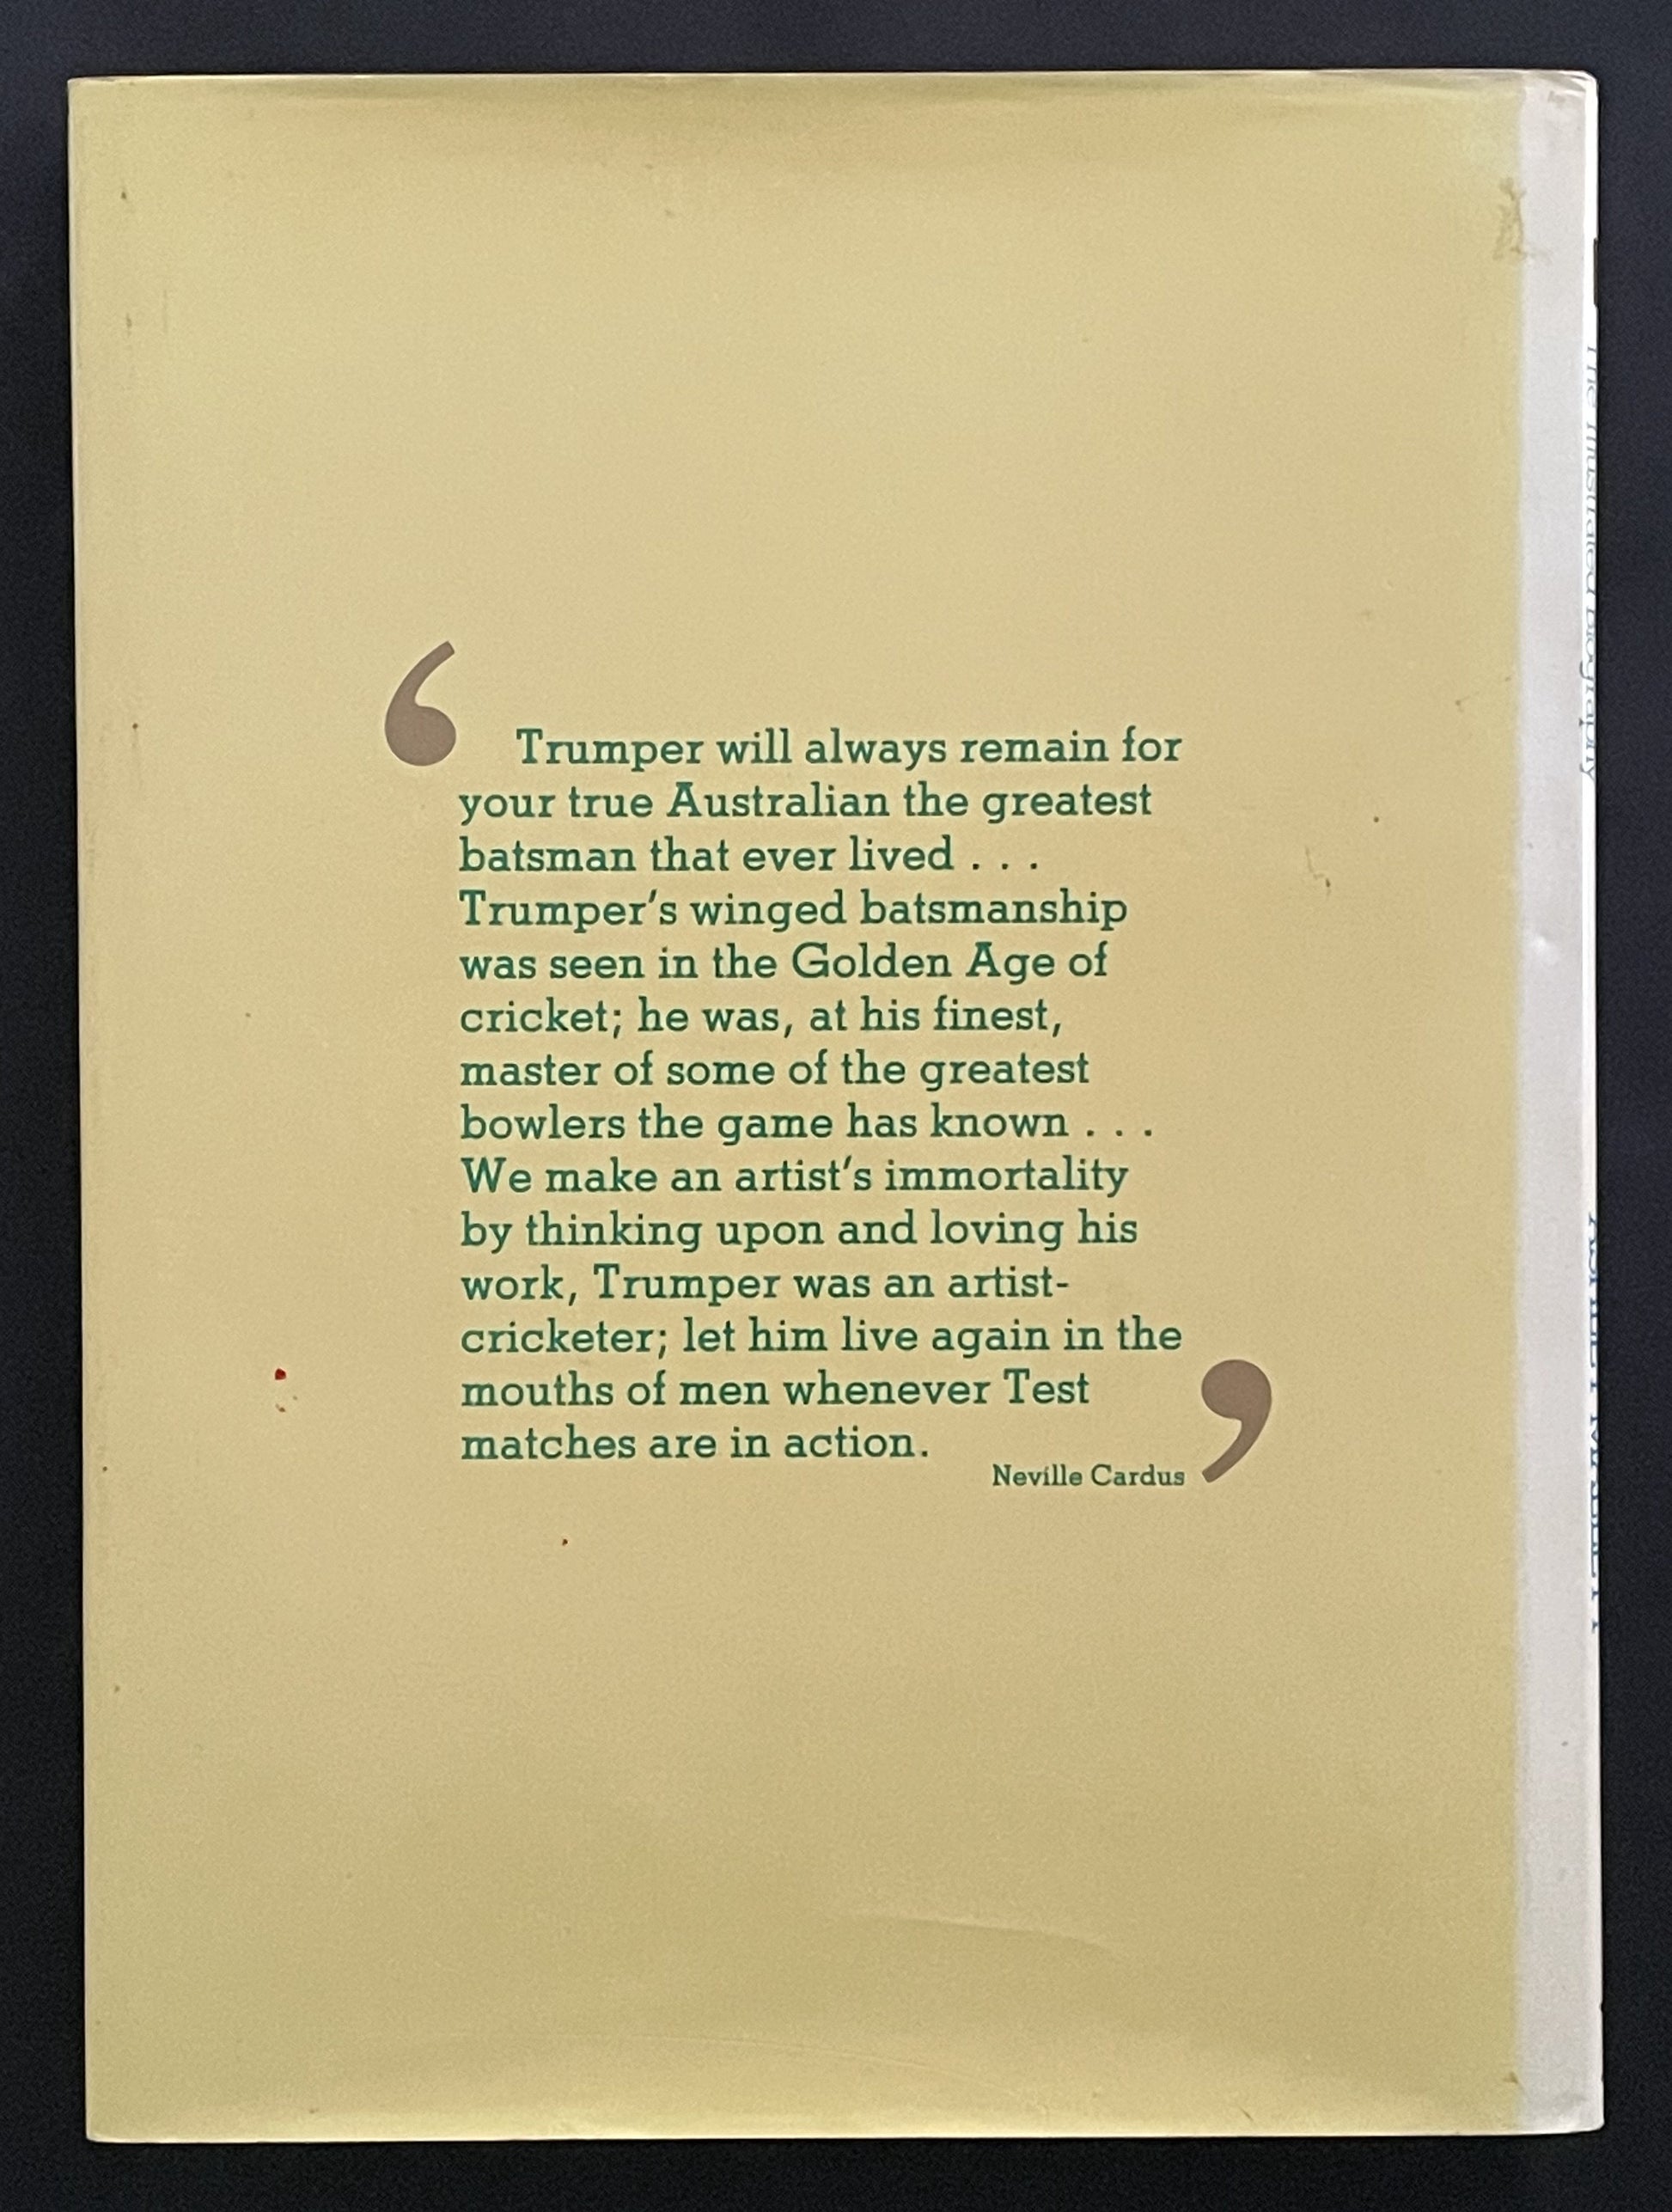 ‘ Trumper will always remain for
your true Australian the greatest
batsman that ever lived . . .
Trumper's winged batsmanship
was seen in the Golden Age of
cricket; he was, at his finest,
master of some of the greatest
bowlers the game has known . . .
We make an artist's immortality
by thinking upon and loving his
work, Trumper was an artist-
cricketer; let him live again in the
mouths of men whenever Test
matches are in action. ’
Neville Cardus
The illustrated biography